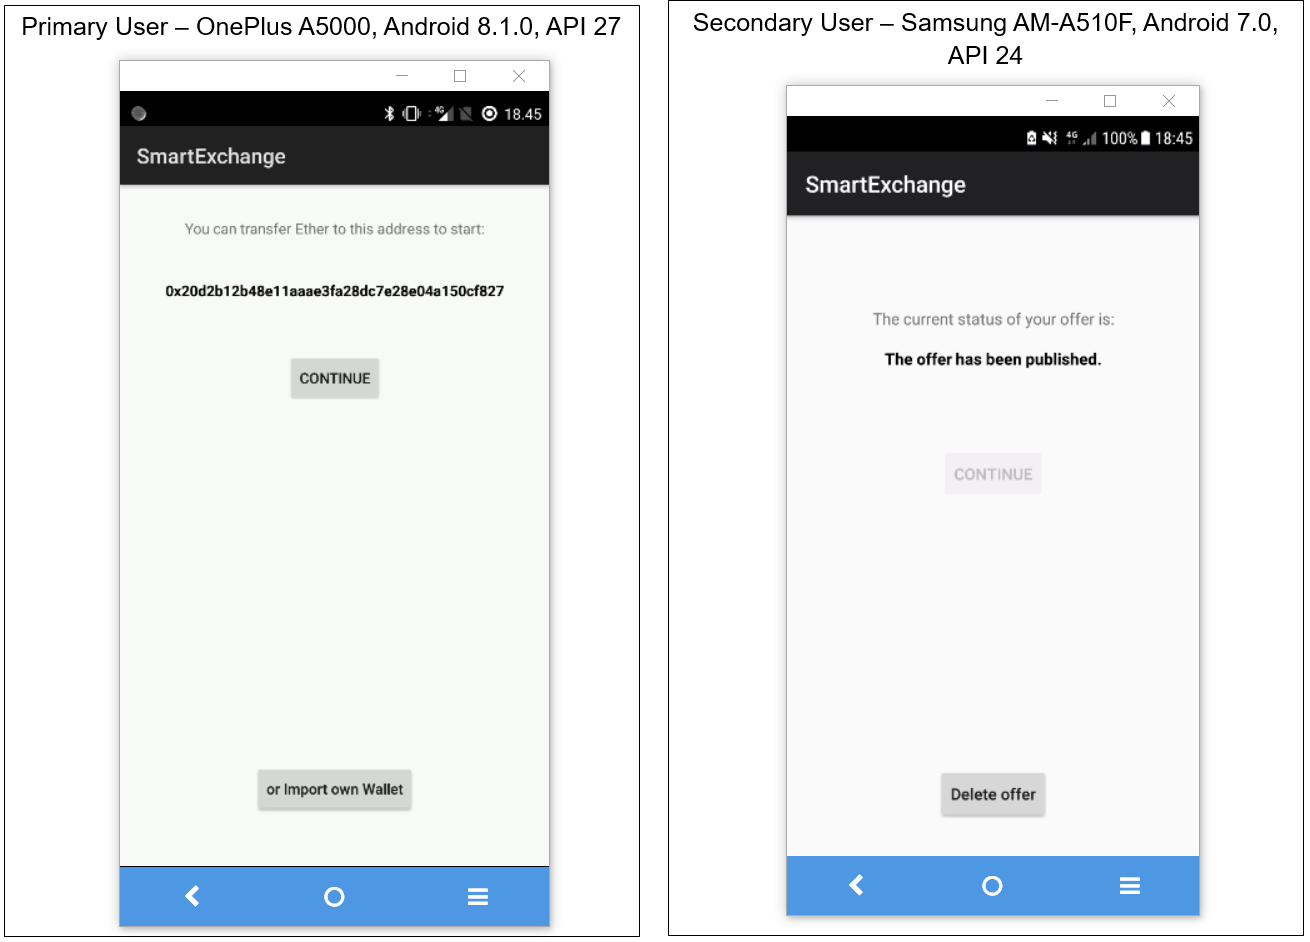 Primary User – OnePlus A5000, Android 8.1.0, API 27
4G 18.45
SmartExchange
You can transfer Ether to this address to start:
0x20d2b12b48e11aaae3fa28dc7e28e04a150cf827
CONTINUE
or Import own Wallet
Secondary User – Samsung AM-A510F, Android 7.0,
API 24
4G 100% 18:45
SmartExchange
The current status of your offer is:
The offer has been published.
CONTINUE
Delete offer